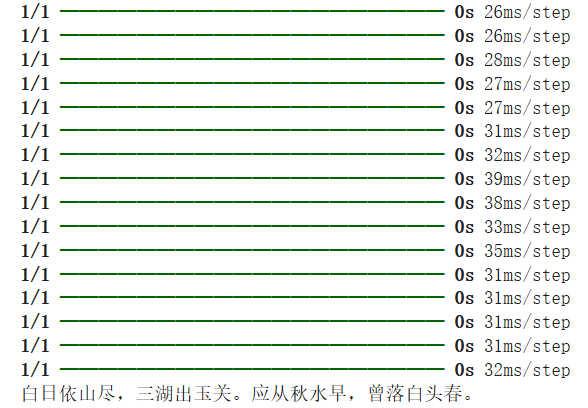 1/1 ━━━━━━━━━━━━━━━━━━━━ 0s 26ms/step
1/1 ━━━━━━━━━━━━━━━━━━━━ 0s 26ms/step
1/1 ━━━━━━━━━━━━━━━━━━━━ 0s 28ms/step
1/1 ━━━━━━━━━━━━━━━━━━━━ 0s 27ms/step
1/1 ━━━━━━━━━━━━━━━━━━━━ 0s 27ms/step
1/1 ━━━━━━━━━━━━━━━━━━━━ 0s 31ms/step
1/1 ━━━━━━━━━━━━━━━━━━━━ 0s 32ms/step
1/1 ━━━━━━━━━━━━━━━━━━━━ 0s 39ms/step
1/1 ━━━━━━━━━━━━━━━━━━━━ 0s 38ms/step
1/1 ━━━━━━━━━━━━━━━━━━━━ 0s 33ms/step
1/1 ━━━━━━━━━━━━━━━━━━━━ 0s 35ms/step
1/1 ━━━━━━━━━━━━━━━━━━━━ 0s 31ms/step
1/1 ━━━━━━━━━━━━━━━━━━━━ 0s 31ms/step
1/1 ━━━━━━━━━━━━━━━━━━━━ 0s 31ms/step
1/1 ━━━━━━━━━━━━━━━━━━━━ 0s 31ms/step
1/1 ━━━━━━━━━━━━━━━━━━━━ 0s 32ms/step
白日依山尽，三湖出玉关。应从秋水早，曾落白头春。